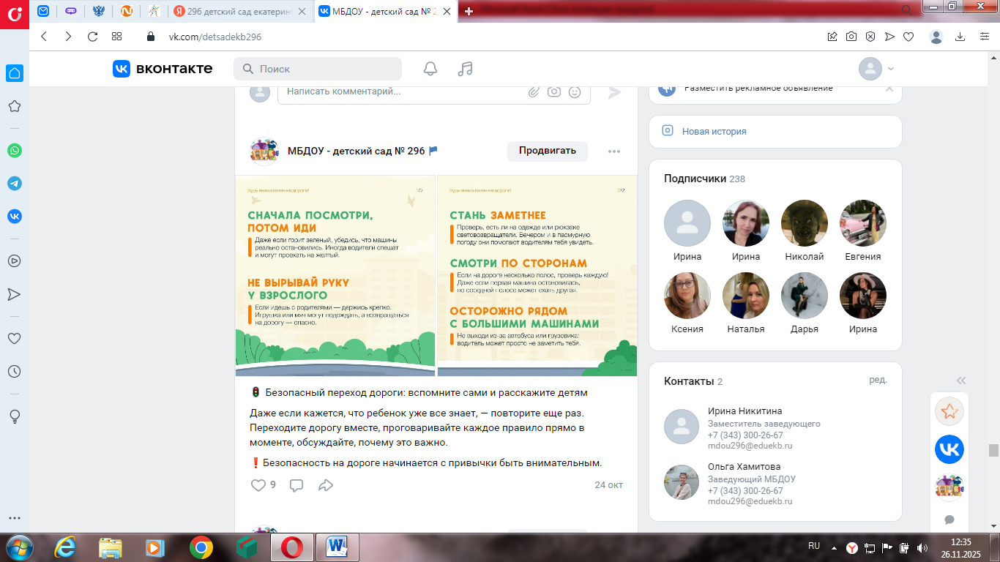 296 детский сад екатеринб
МБДОУ - детский сад № 2
vk.com/detsadekb296
вконтакте
Поиск
Написать комментарий...
Разместить рекламное объявление
Новая история
МБДОУ - детский сад № 296
Продвигать
Будь внимателен на дороге!
1/2
СНАЧАЛА ПОСМОТРИ,
ПОТОМ ИДИ
Даже если горит зеленый, убедись, что машины
реально остановились. Иногда водители спешат
и могут проехать на желтый.
НЕ ВЫРЫВАЙ РУКУ
У ВЗРОСЛОГО
Если идешь с родителями — держись крепко.
Игрушка или мяч могут подождать, а возвращаться
на дорогу — опасно.
Будь внимателен на дороге!
2/2
СТАНЬ ЗАМЕТНЕЕ
Проверь, есть ли на одежде или рюкзаке
световозвращатели. Вечером и в пасмурную
погоду они помогают водителям тебя увидеть.
СМОТРИ ПО СТОРОНАМ
Если на дороге несколько полос, проверь каждую!
Даже если первая машина остановилась,
по соседней полосе может ехать другая.
ОСТОРОЖНО РЯДОМ
С БОЛЬШИМИ МАШИНАМИ
Не выходи из-за автобуса или грузовика:
водитель может просто не заметить тебя.
Безопасный переход дороги: вспомните сами и расскажите детям
Даже если кажется, что ребенок уже все знает, — повторите еще раз.
Переходите дорогу вместе, проговаривайте каждое правило прямо в
моменте, обсуждайте, почему это важно.
❗Безопасность на дороге начинается с привычки быть внимательным.
9
24 окт
Подписчики 238
Ирина Ирина Николай Евгения
Ксения Наталья Дарья Ирина
Контакты 2
ред.
Ирина Никитина
Заместитель заведующего
+7 (343) 300-26-67
mdou296@eduekb.ru
Ольга Хамитова
Заведующий МБДОУ
+7 (343) 300-26-67
mdou296@eduekb.ru
RU
12:35
26.11.2025